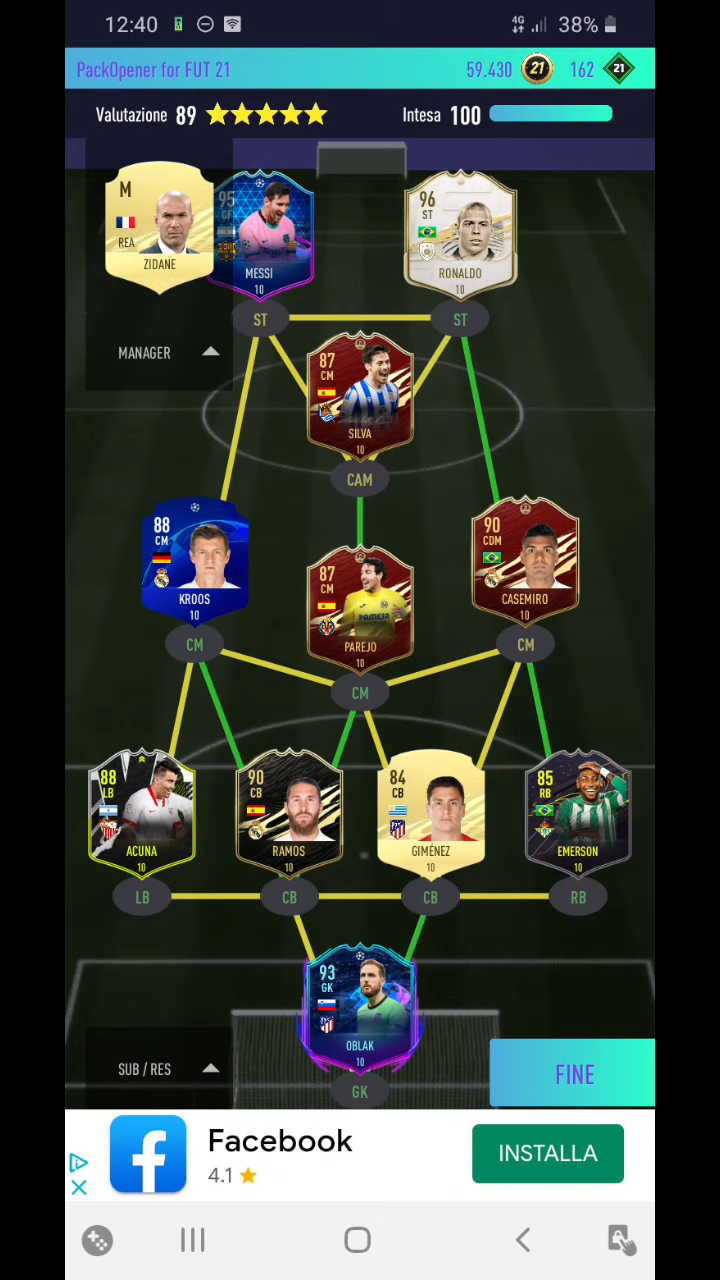 12:40 4G 38%
PackOpener for FUT 21 59.430 21 162 21
Valutazione 89 Intesa 100
M
REA
ZIDANE
MANAGER
95
CF
MESSI
10
ST
96
ST
RONALDO
10
ST
87
CM
SILVA
10
CAM
88
CM
KROOS
10
CM
87
CM
PAMESA
PAREJO
10
CM
90
CDM
CASEMIRO
10
CM
88
LB
ACUNA
10
LB
90
CB
RAMOS
10
CB
84
CB
GIMÉNEZ
10
CB
85
RB
EMERSON
10
RB
93
GK
OBLAK
10
GK
SUB / RES
FINE
Facebook
4.1
INSTALLA